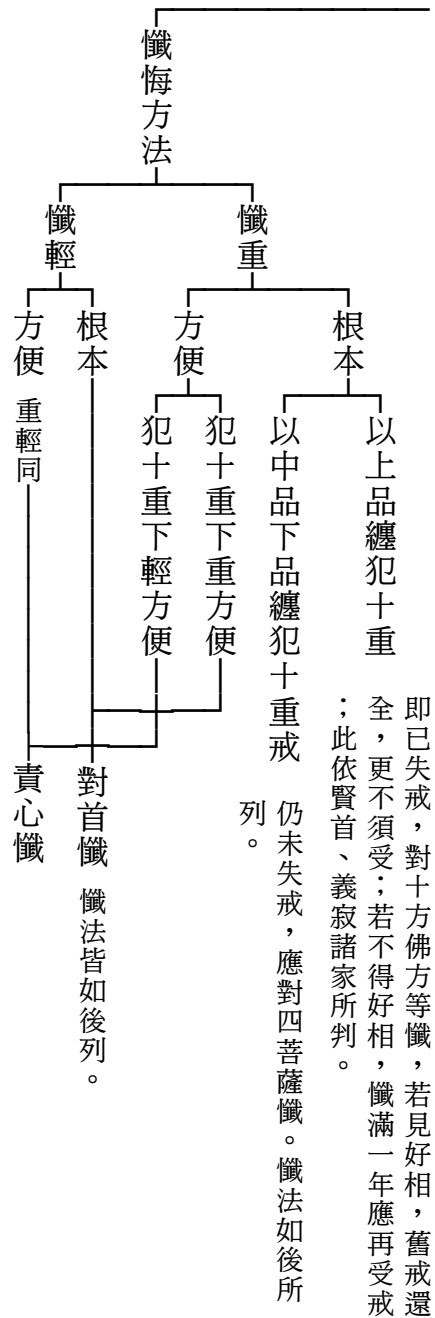 懺悔方法
懺重
根本
以上品纏犯十重
即已失戒，對十方佛方等懺，若見好相，舊戒還
全，更不須受；若不得好相，懺滿一年應再受戒
；此依賢首、義寂諸家所判。
以中品下品纏犯十重戒
仍未失戒，應對四菩薩懺。懺法如後所
列。
方便
犯十重下重方便
犯十重下輕方便
懺輕
根本
對首懺 懺法皆如後列。
方便 重輕同
責心懺